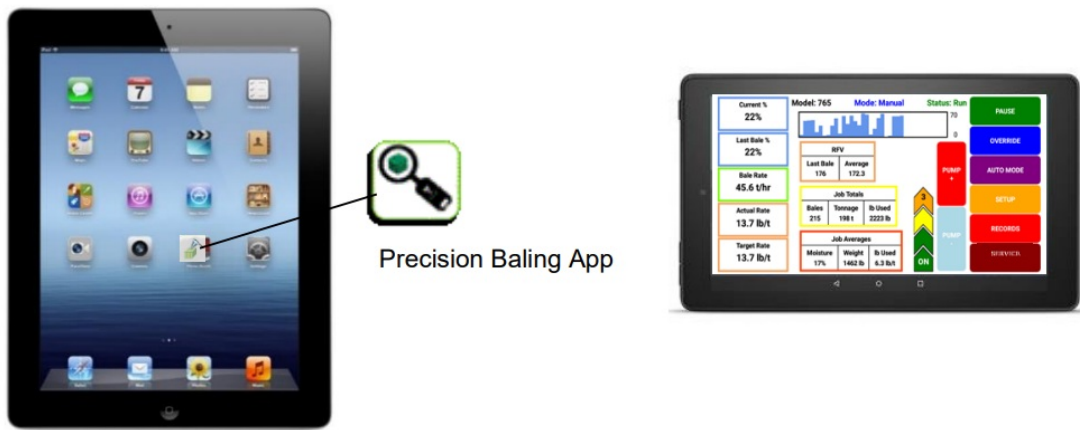 7
Precision Baling App
Model: 765 Mode: Manual Status: Run
Current %
22%
Last Bale %
22%
Bale Rate
45.6 t/hr
Actual Rate
13.7 lb/t
Target Rate
13.7 lb/t
70
0
RFV
Last Bale Average
176 172.3
Job Totals
Bales Tonnage lb Used
215 198 t 2223 lb
Job Averages
Moisture Weight lb Used
17% 1462 lb 6.3 lb/t
3
ON
PUMP
+
PUMP
-
PAUSE
OVERRIDE
AUTO MODE
SETUP
RECORDS
SERVICE